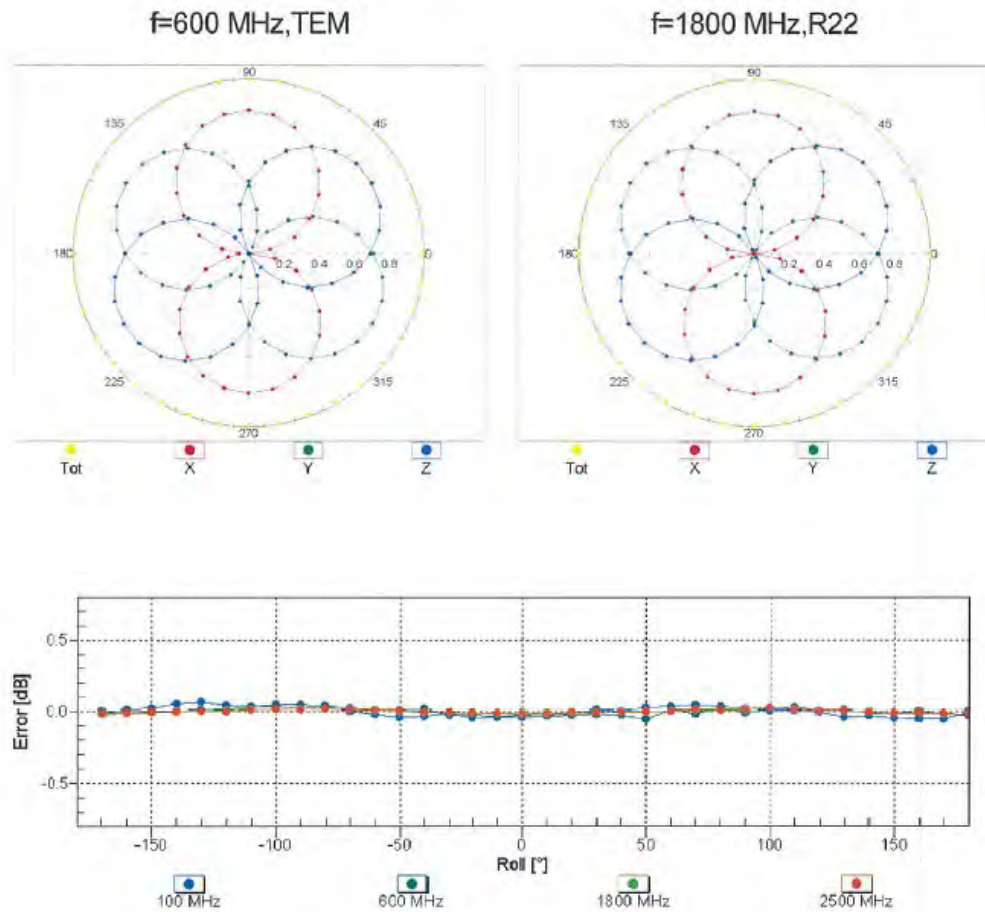 f=600 MHz,TEM
f=1800 MHz,R22
90
135
45
180
0.2 0.4 0.6 0.8
0
225
315
270
Tot X Y Z
90
135
45
180
0.2 0.4 0.6 0.8
0
225
315
270
Tot X Y Z
Error [dB]
0.5
0.0
-0.5
-150 -100 -50 0 50 100 150
Roll [°]
100 MHz 600 MHz 1800 MHz 2500 MHz